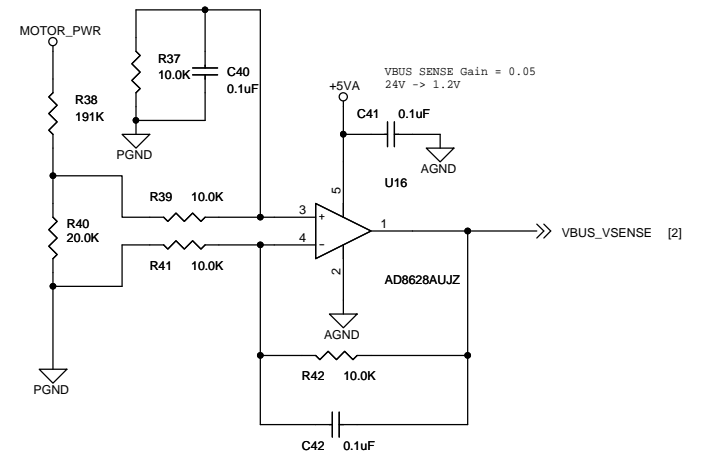 MOTOR_PWR
R37
10.0K
C40
0.1uF
PGND
R38
191K
R39 10.0K
R40
20.0K
R41 10.0K
PGND
+5VA
VBUS SENSE Gain = 0.05
24V -> 1.2V
C41 0.1uF
AGND
U16
5
3
+
4
-
1
2
VBUS_VSENSE [2]
AD8628AUJZ
AGND
R42 10.0K
C42 0.1uF